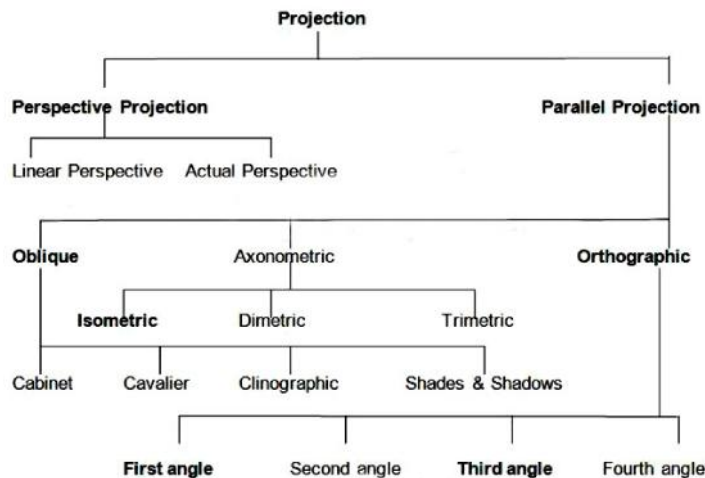 Projection
Perspective Projection Parallel Projection
Linear Perspective Actual Perspective
Oblique Axonometric Orthographic
Isometric Dimetric Trimetric
Cabinet Cavalier Clinographic Shades & Shadows
First angle Second angle Third angle Fourth angle